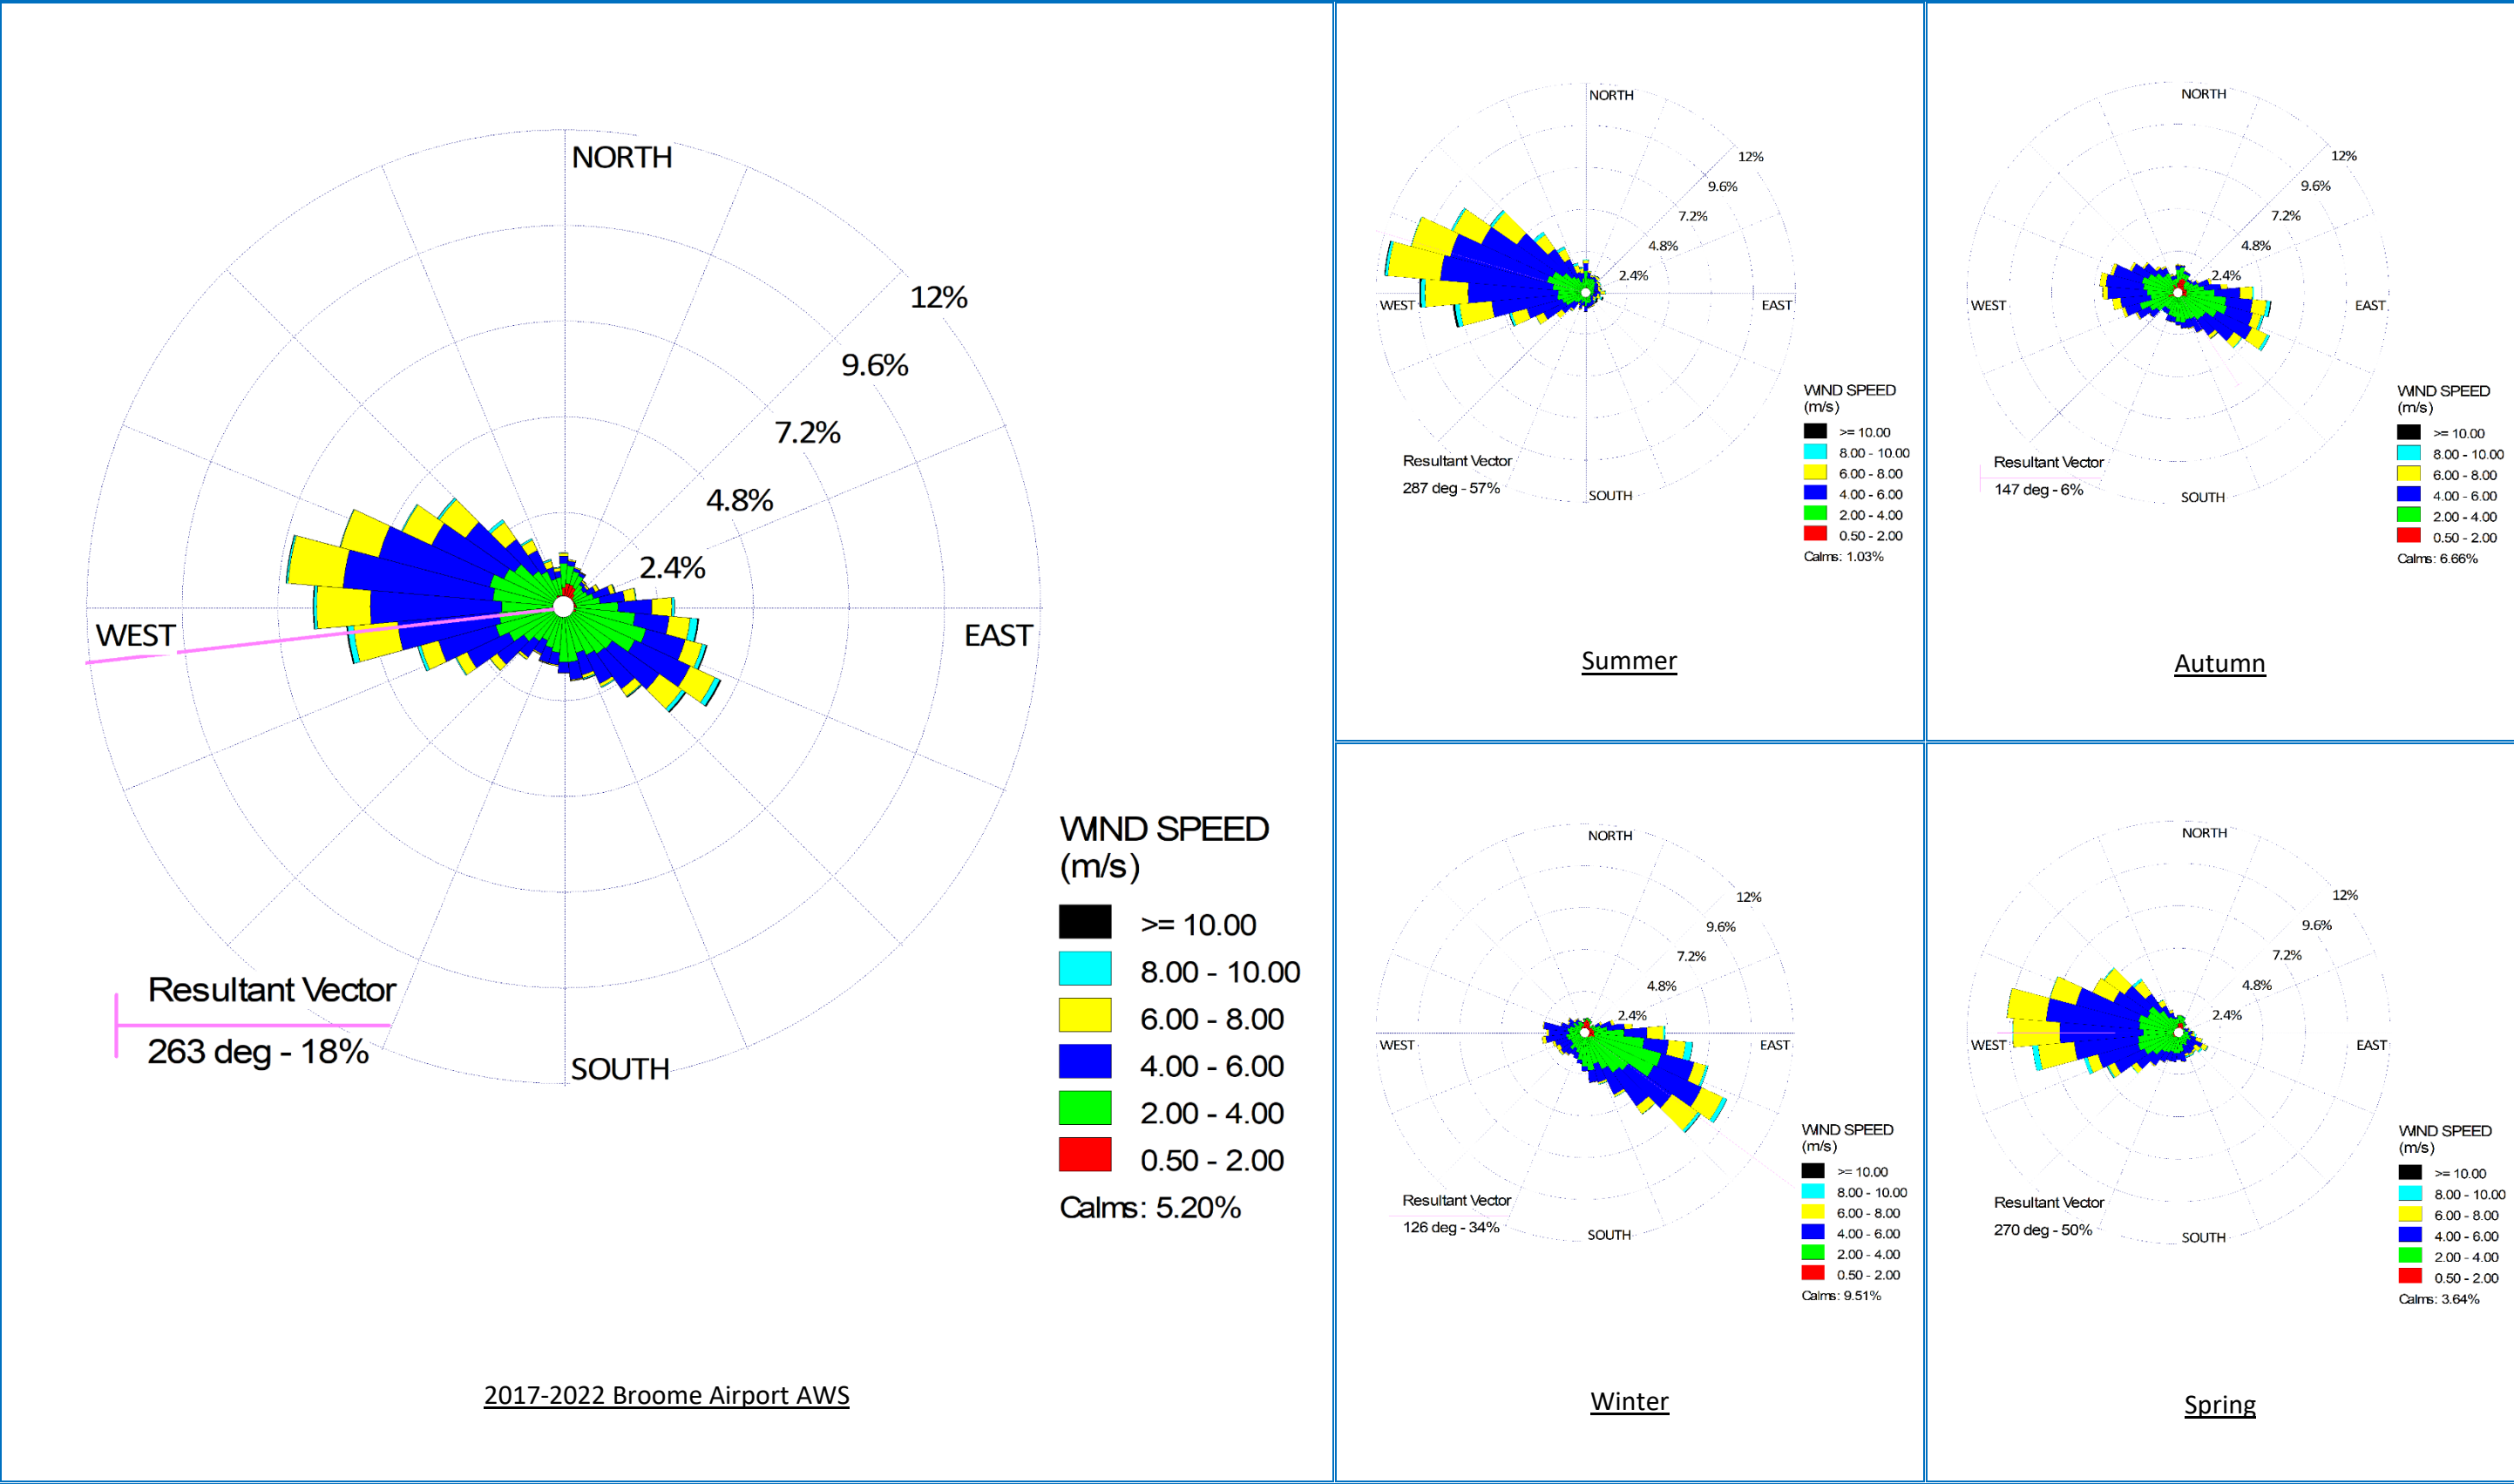 NORTH
12%
9.6%
7.2%
4.8%
2.4%
WEST
EAST
SOUTH
Resultant Vector
263 deg - 18%
WIND SPEED
(m/s)
>= 10.00
8.00 - 10.00
6.00 - 8.00
4.00 - 6.00
2.00 - 4.00
0.50 - 2.00
Calms: 5.20%
2017-2022 Broome Airport AWS
NORTH
12%
9.6%
7.2%
4.8%
2.4%
WEST
EAST
SOUTH
WIND SPEED
(m/s)
>= 10.00
8.00 - 10.00
6.00 - 8.00
4.00 - 6.00
2.00 - 4.00
0.50 - 2.00
Calms: 1.03%
Resultant Vector
287 deg - 57%
Summer
NORTH
12%
9.6%
7.2%
4.8%
2.4%
WEST
EAST
SOUTH
WIND SPEED
(m/s)
>= 10.00
8.00 - 10.00
6.00 - 8.00
4.00 - 6.00
2.00 - 4.00
0.50 - 2.00
Calms: 6.66%
Resultant Vector
147 deg - 6%
Autumn
NORTH
12%
9.6%
7.2%
4.8%
2.4%
WEST
EAST
SOUTH
WIND SPEED
(m/s)
>= 10.00
8.00 - 10.00
6.00 - 8.00
4.00 - 6.00
2.00 - 4.00
0.50 - 2.00
Calms: 9.51%
Resultant Vector
126 deg - 34%
Winter
NORTH
12%
9.6%
7.2%
4.8%
2.4%
WEST
EAST
SOUTH
WIND SPEED
(m/s)
>= 10.00
8.00 - 10.00
6.00 - 8.00
4.00 - 6.00
2.00 - 4.00
0.50 - 2.00
Calms: 3.64%
Resultant Vector
270 deg - 50%
Spring